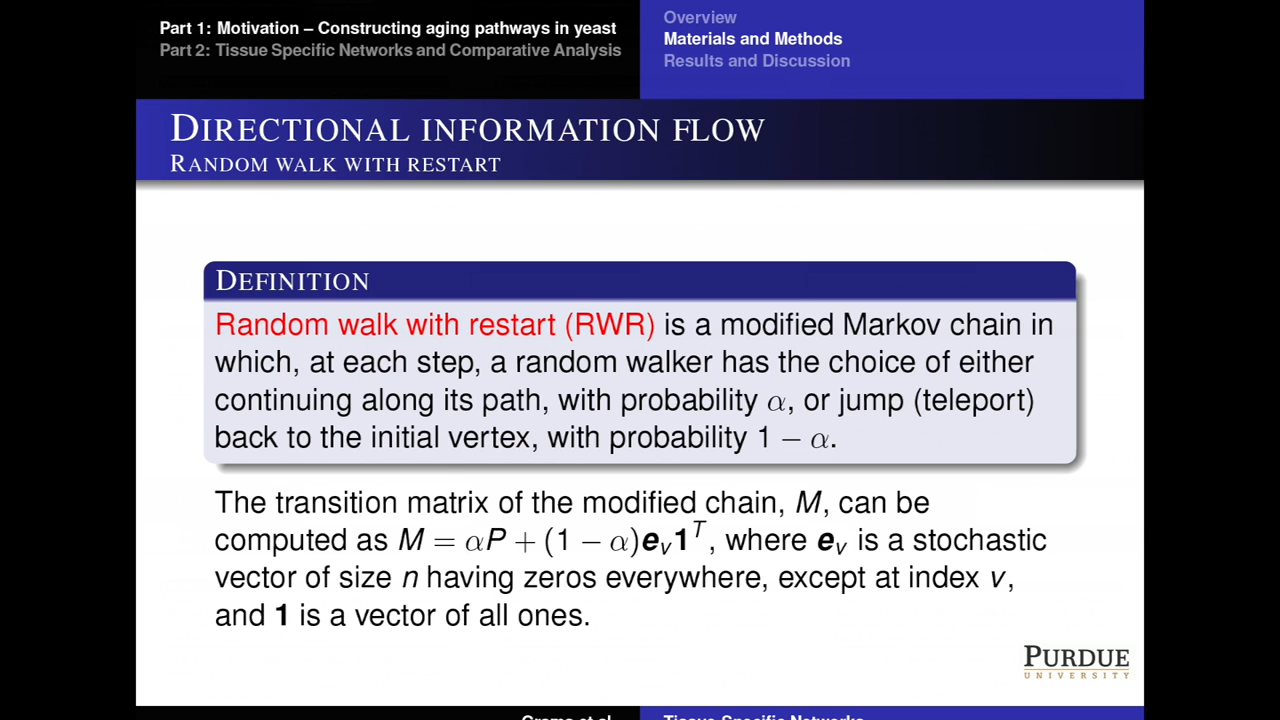 Part 1: Motivation – Constructing aging pathways in yeast
Part 2: Tissue Specific Networks and Comparative Analysis
Overview
Materials and Methods
Results and Discussion
DIRECTIONAL INFORMATION FLOW
RANDOM WALK WITH RESTART
DEFINITION
Random walk with restart (RWR) is a modified Markov chain in
which, at each step, a random walker has the choice of either
continuing along its path, with probability α, or jump (teleport)
back to the initial vertex, with probability 1 − α.
The transition matrix of the modified chain, M, can be
computed as M = αP + (1 − α)e_v1^T, where e_v is a stochastic
vector of size n having zeros everywhere, except at index v,
and 1 is a vector of all ones.
PURDUE
UNIVERSITY
Tissue Specific Networks